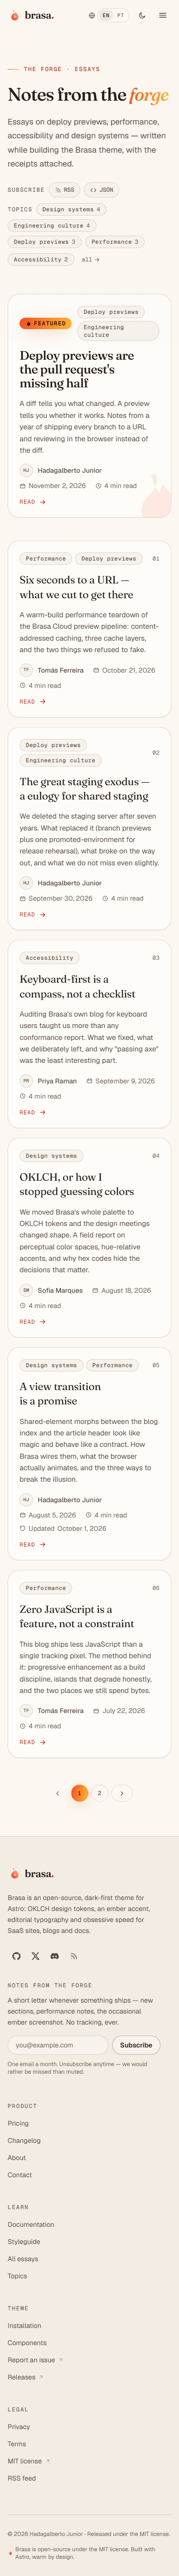 brasa.
EN PT
THE FORGE · ESSAYS
Notes from the forge
Essays on deploy previews, performance,
accessibility and design systems — written
while building the Brasa theme, with the
receipts attached.
SUBSCRIBE RSS JSON
TOPICS Design systems 4
Engineering culture 4
Deploy previews 3 Performance 3
Accessibility 2 all →
FEATURED
Deploy previews
Engineering
culture
Deploy previews are
the pull request's
missing half
A diff tells you what changed. A preview
tells you whether it works. Notes from a
year of shipping every branch to a URL
and reviewing in the browser instead of
the diff.
HJ Hadagalberto Junior
November 2, 2026 4 min read
READ →
Performance Deploy previews 01
Six seconds to a URL —
what we cut to get there
A warm-build performance teardown of
the Brasa Cloud preview pipeline: content-
addressed caching, three cache layers,
and the two things we refused to fake.
TF Tomás Ferreira October 21, 2026
4 min read
READ →
Deploy previews
Engineering culture
02
The great staging exodus —
a eulogy for shared staging
We deleted the staging server after seven
years. What replaced it (branch previews
plus one promoted environment for
release rehearsal), what broke on the way
out, and what we do not miss even slightly.
HJ Hadagalberto Junior
September 30, 2026 4 min read
READ →
Accessibility 03
Keyboard-first is a
compass, not a checklist
Auditing Brasa's own blog for keyboard
users taught us more than any
conformance report. What we fixed, what
we deliberately left, and why "passing axe"
was the least interesting part.
PR Priya Raman September 9, 2026
4 min read
READ →
Design systems 04
OKLCH, or how I
stopped guessing colors
We moved Brasa's whole palette to
OKLCH tokens and the design meetings
changed shape. A field report on
perceptual color spaces, hue-relative
accents, and why hex codes hide the
decisions that matter.
SM Sofia Marques August 18, 2026
4 min read
READ →
Design systems Performance 05
A view transition
is a promise
Shared-element morphs between the blog
index and the article header look like
magic and behave like a contract. How
Brasa wires them, what the browser
actually animates, and the three ways to
break the illusion.
HJ Hadagalberto Junior
August 5, 2026 4 min read
Updated October 1, 2026
READ →
Performance 06
Zero JavaScript is a
feature, not a constraint
This blog ships less JavaScript than a
single tracking pixel. The method behind
it: progressive enhancement as a build
discipline, islands that degrade honestly,
and the two places we still spend bytes.
TF Tomás Ferreira July 22, 2026
4 min read
READ →
‹ 1 2 ›
brasa.
Brasa is an open-source, dark-first theme for
Astro: OKLCH design tokens, an ember accent,
editorial typography and obsessive speed for
SaaS sites, blogs and docs.
NOTES FROM THE FORGE
A short letter whenever something ships — new
sections, performance notes, the occasional
ember screenshot. No tracking, ever.
you@example.com Subscribe
One email a month. Unsubscribe anytime — we would
rather be missed than muted.
PRODUCT
Pricing
Changelog
About
Contact
LEARN
Documentation
Styleguide
All essays
Topics
THEME
Installation
Components
Report an issue ↗
Releases ↗
LEGAL
Privacy
Terms
MIT license ↗
RSS feed
© 2026 Hadagalberto Junior · Released under the MIT license.
Brasa is open-source under the MIT license. Built with
Astro, warm by design.